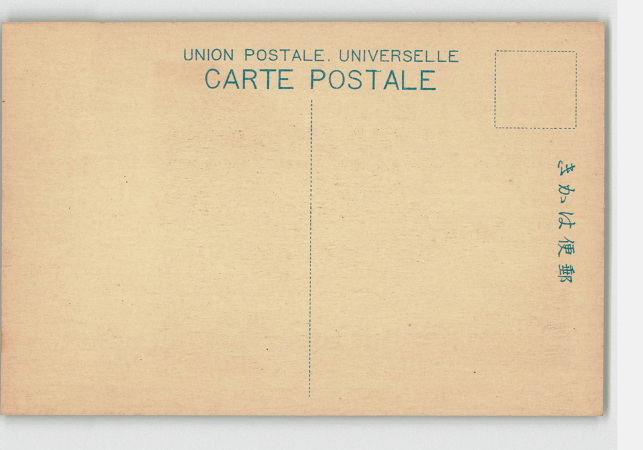 UNION POSTALE. UNIVERSELLE
CARTE POSTALE
郵便はかき